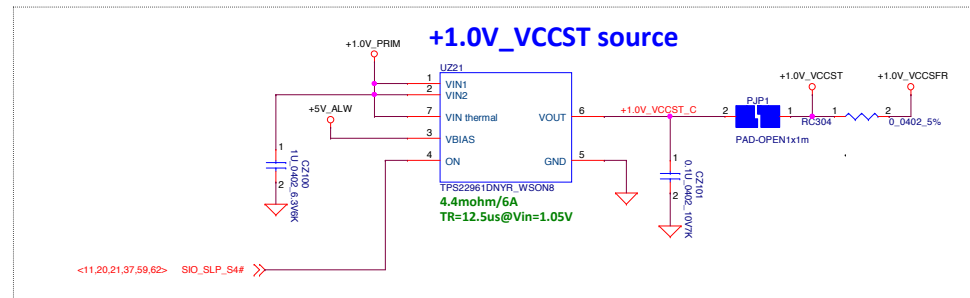 +1.0V_VCCST source
+1.0V_PRIM
+1.0V_VCCST
+1.0V_VCCSFR
UZ21
1
VIN1
2
VIN2
+5V_ALW
7
VIN thermal
VOUT
6
+1.0V_VCCST_C
2
PJP1
1
1
2
RC304
0_0402_5%
3
VBIAS
PAD-OPEN1x1m
4
ON
GND
5
1
2
CZ100
1U_0402_6.3V6K
1
2
CZ101
0.1U_0402_10V7K
TPS22961DNYR_WSON8
4.4mohm/6A
TR=12.5us@Vin=1.05V
<11,20,21,37,59,62> SIO_SLP_S4#